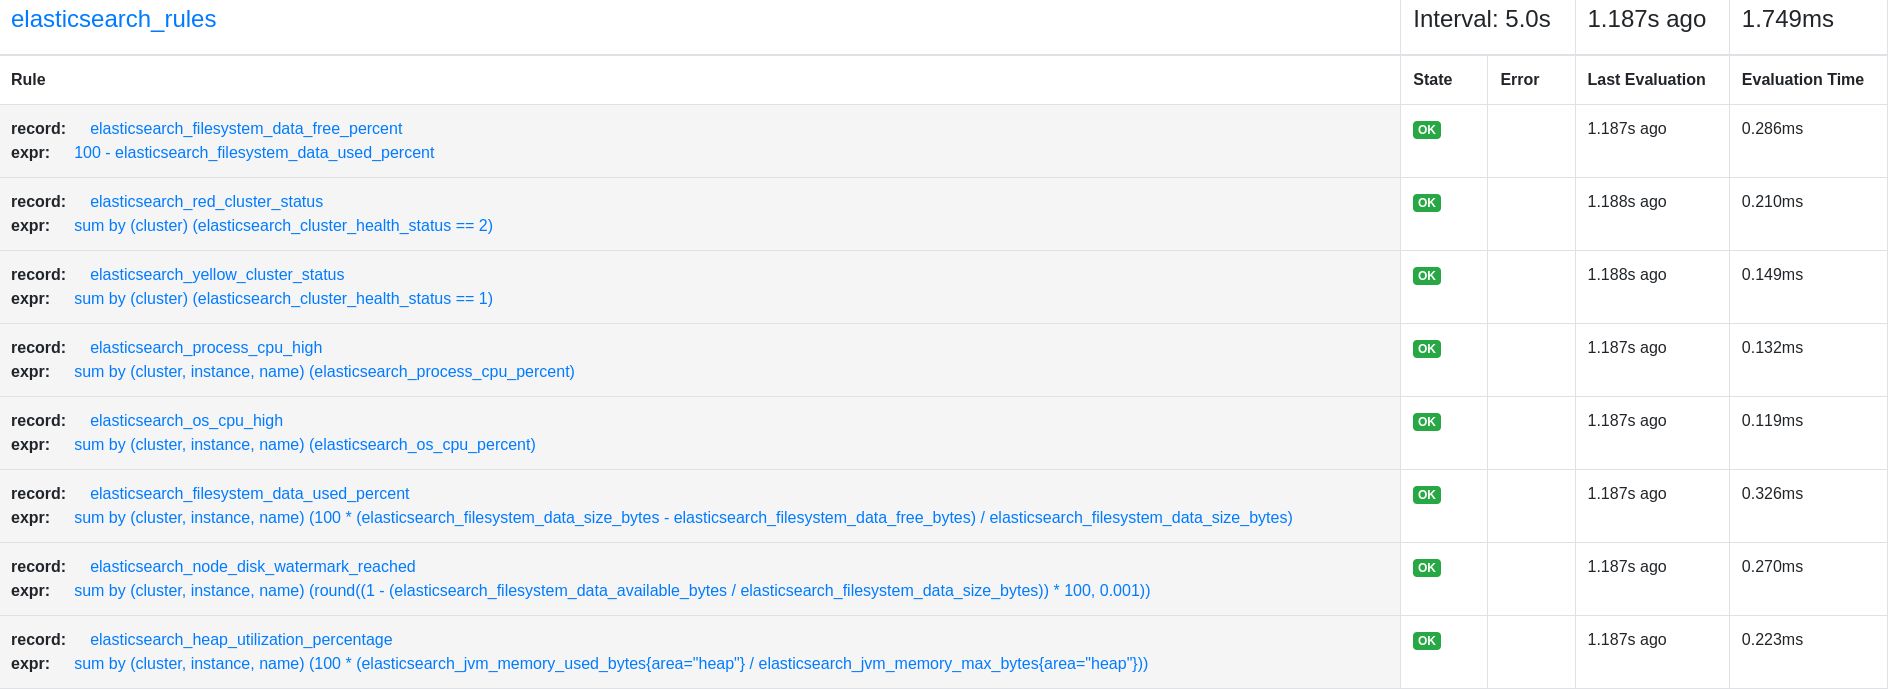 elasticsearch_rules Interval: 5.0s 1.187s ago 1.749ms
Rule State Error Last Evaluation Evaluation Time
record: elasticsearch_filesystem_data_free_percent OK 1.187s ago 0.286ms
expr: 100 - elasticsearch_filesystem_data_used_percent
record: elasticsearch_red_cluster_status OK 1.188s ago 0.210ms
expr: sum by (cluster) (elasticsearch_cluster_health_status == 2)
record: elasticsearch_yellow_cluster_status OK 1.188s ago 0.149ms
expr: sum by (cluster) (elasticsearch_cluster_health_status == 1)
record: elasticsearch_process_cpu_high OK 1.187s ago 0.132ms
expr: sum by (cluster, instance, name) (elasticsearch_process_cpu_percent)
record: elasticsearch_os_cpu_high OK 1.187s ago 0.119ms
expr: sum by (cluster, instance, name) (elasticsearch_os_cpu_percent)
record: elasticsearch_filesystem_data_used_percent OK 1.187s ago 0.326ms
expr: sum by (cluster, instance, name) (100 * (elasticsearch_filesystem_data_size_bytes - elasticsearch_filesystem_data_free_bytes) / elasticsearch_filesystem_data_size_bytes)
record: elasticsearch_node_disk_watermark_reached OK 1.187s ago 0.270ms
expr: sum by (cluster, instance, name) (round((1 - (elasticsearch_filesystem_data_available_bytes / elasticsearch_filesystem_data_size_bytes)) * 100, 0.001))
record: elasticsearch_heap_utilization_percentage OK 1.187s ago 0.223ms
expr: sum by (cluster, instance, name) (100 * (elasticsearch_jvm_memory_used_bytes{area="heap"} / elasticsearch_jvm_memory_max_bytes{area="heap"}))